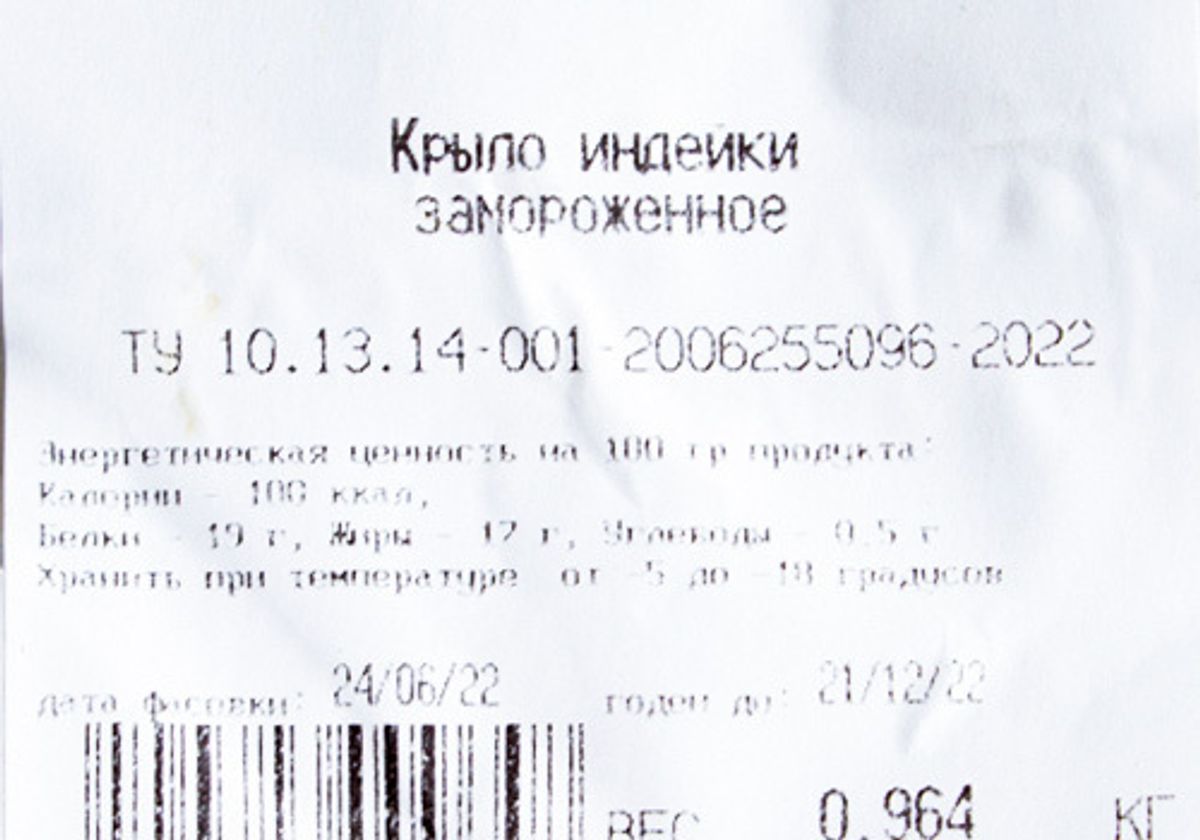 Крыло индейки
замороженное
ТУ 10.13.14-001-2006255096-2022
Энергетическая ценность на 100 гр продукта:
Калории - 100 ккал,
Белки - 19 г, Жиры - 12 г, Углеводы - 0.5 г
Хранить при температуре от -5 до -18 градусов
дата фасовки: 24/06/22 годен до: 21/12/22
ВЕС 0.964 КГ